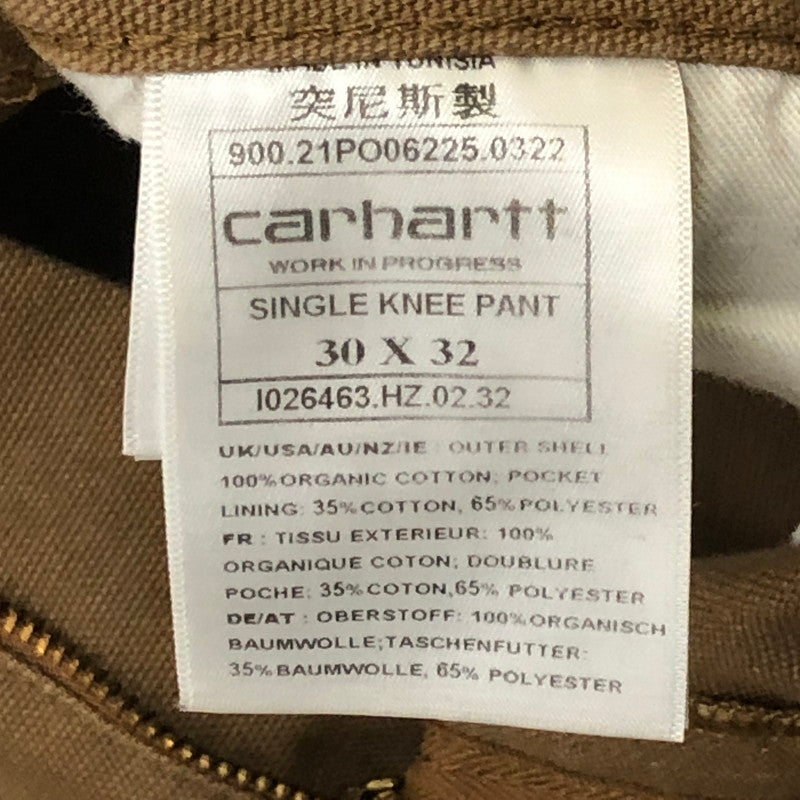 MADE IN TUNISIA
突尼斯製
900.21PO06225.0322
carhartt
WORK IN PROGRESS
SINGLE KNEE PANT
30 X 32
I026463.HZ.02.32
UK/USA/AU/NZ/IE : OUTER SHELL
100%ORGANIC COTTON; POCKET
LINING: 35%COTTON, 65%POLYESTER
FR : TISSU EXTERIEUR: 100%
ORGANIQUE COTON; DOUBLURE
POCHE: 35%COTON,65% POLYESTER
DE/AT : OBERSTOFF: 100%ORGANISCH
BAUMWOLLE;TASCHENFUTTER:
35%BAUMWOLLE, 65% POLYESTER